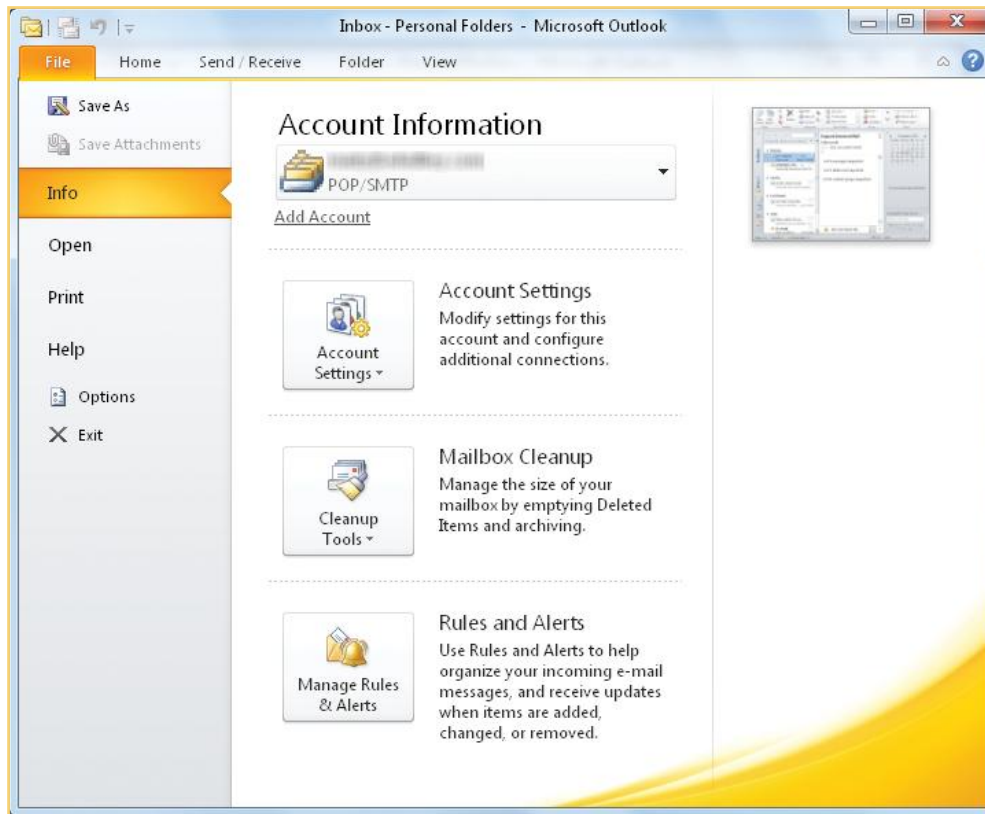 Inbox - Personal Folders - Microsoft Outlook
File Home Send / Receive Folder View
Save As
Save Attachments
Info
Open
Print
Help
Options
Exit
Account Information
POP/SMTP
Add Account
Account
Settings
Account Settings
Modify settings for this
account and configure
additional connections.
Cleanup
Tools
Mailbox Cleanup
Manage the size of your
mailbox by emptying Deleted
Items and archiving.
Manage Rules
& Alerts
Rules and Alerts
Use Rules and Alerts to help
organize your incoming e-mail
messages, and receive updates
when items are added,
changed, or removed.